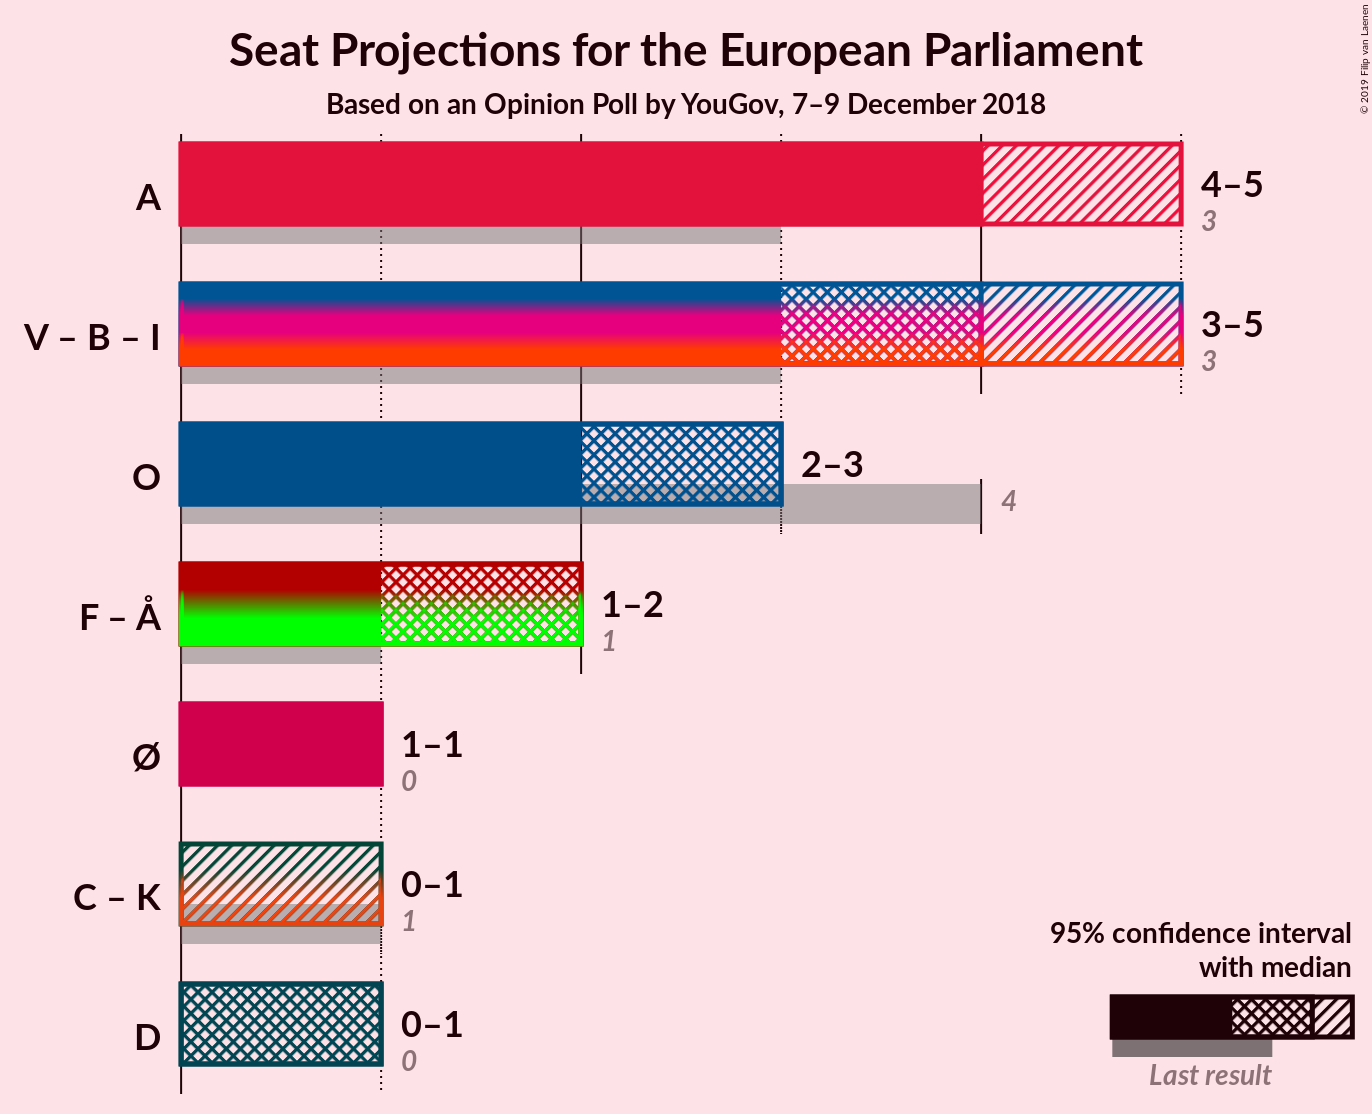 Seat Projections for the European Parliament
Based on an Opinion Poll by YouGov, 7–9 December 2018
© 2019 Filip van Laenen
A
4–5
3
V – B – I
3–5
3
O
2–3
4
F – Å
1–2
1
Ø
1–1
0
C – K
0–1
1
D
0–1
0
95% confidence interval
with median
Last result